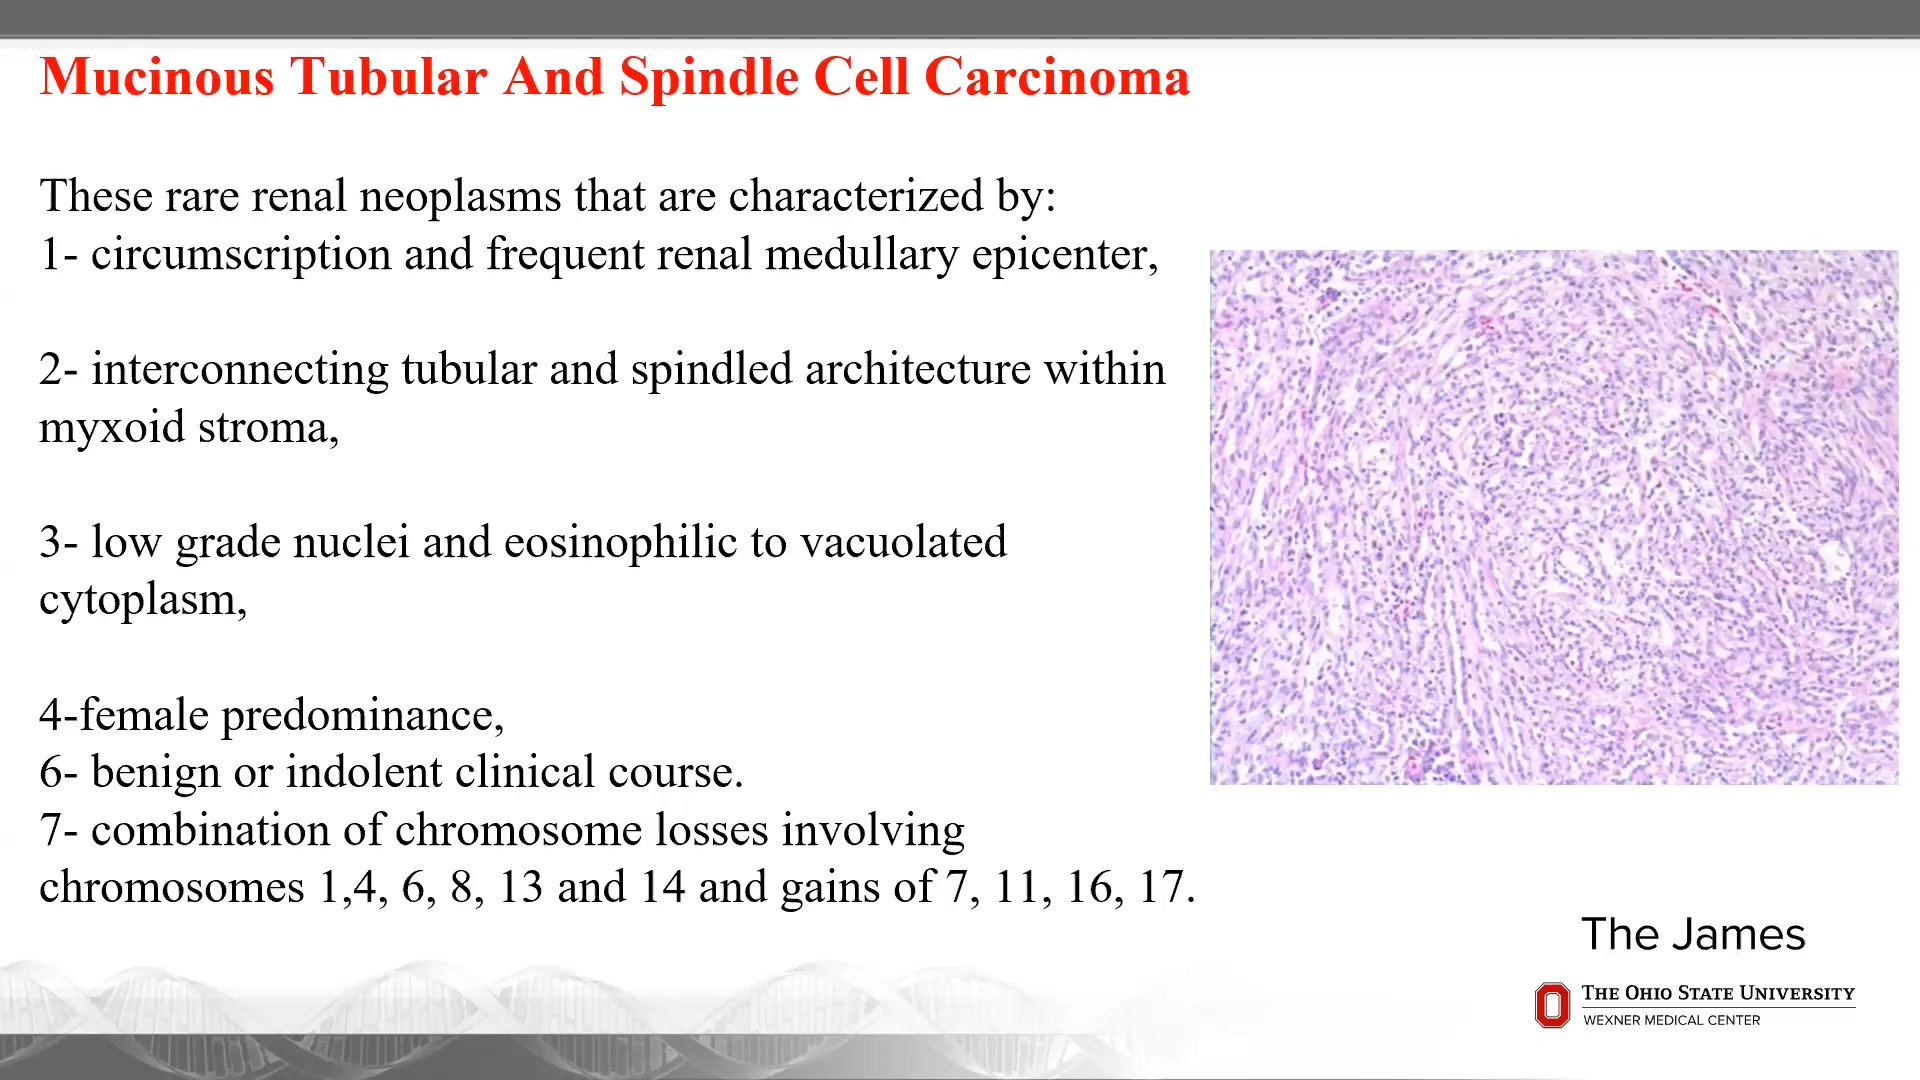 Mucinous Tubular And Spindle Cell Carcinoma
These rare renal neoplasms that are characterized by:
1- circumscription and frequent renal medullary epicenter,
2- interconnecting tubular and spindled architecture within
myxoid stroma,
3- low grade nuclei and eosinophilic to vacuolated
cytoplasm,
4-female predominance,
6- benign or indolent clinical course.
7- combination of chromosome losses involving
chromosomes 1,4, 6, 8, 13 and 14 and gains of 7, 11, 16, 17.
The James
THE OHIO STATE UNIVERSITY
WEXNER MEDICAL CENTER